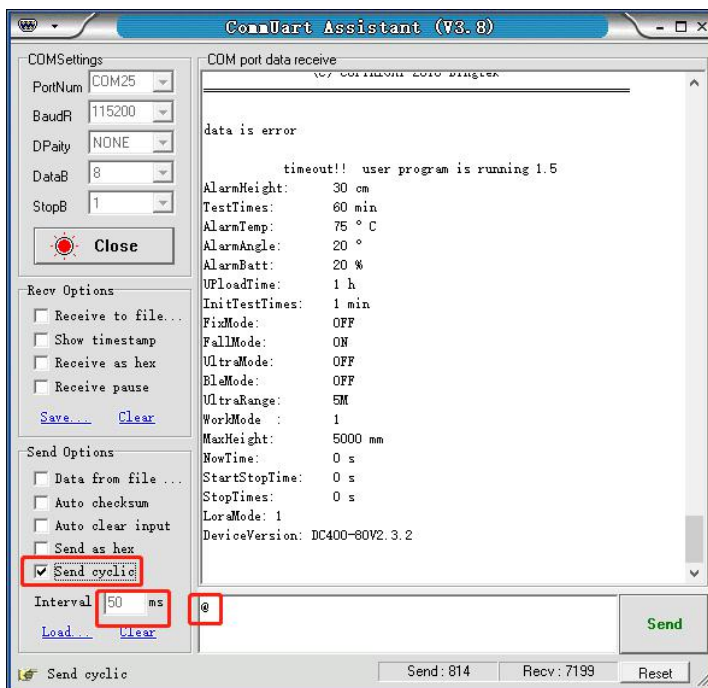 CommUart Assistant (V3.8)
COMSettings
PortNum COM25
BaudR 115200
DPaity NONE
DataB 8
StopB 1
Close
Recv Options
Receive to file...
Show timestamp
Receive as hex
Receive pause
Save... Clear
Send Options
Data from file ...
Auto checksum
Auto clear input
Send as hex
Send cyclic
Interval 50 ms
Load... Clear
COM port data receive
data is error
timeout!! user program is running 1.5
AlarmHeight: 30 cm
TestTimes: 60 min
AlarmTemp: 75 ° C
AlarmAngle: 20 °
AlarmBatt: 20 %
UPloadTime: 1 h
InitTestTimes: 1 min
FixMode: OFF
FallMode: ON
UltraMode: OFF
BleMode: OFF
UltraRange: 5M
WorkMode : 1
MaxHeight: 5000 mm
NowTime: 0 s
StartStopTime: 0 s
StopTimes: 0 s
LoraMode: 1
DeviceVersion: DC400-80V2.3.2
@
Send
Send cyclic
Send : 814
Recv : 7199
Reset